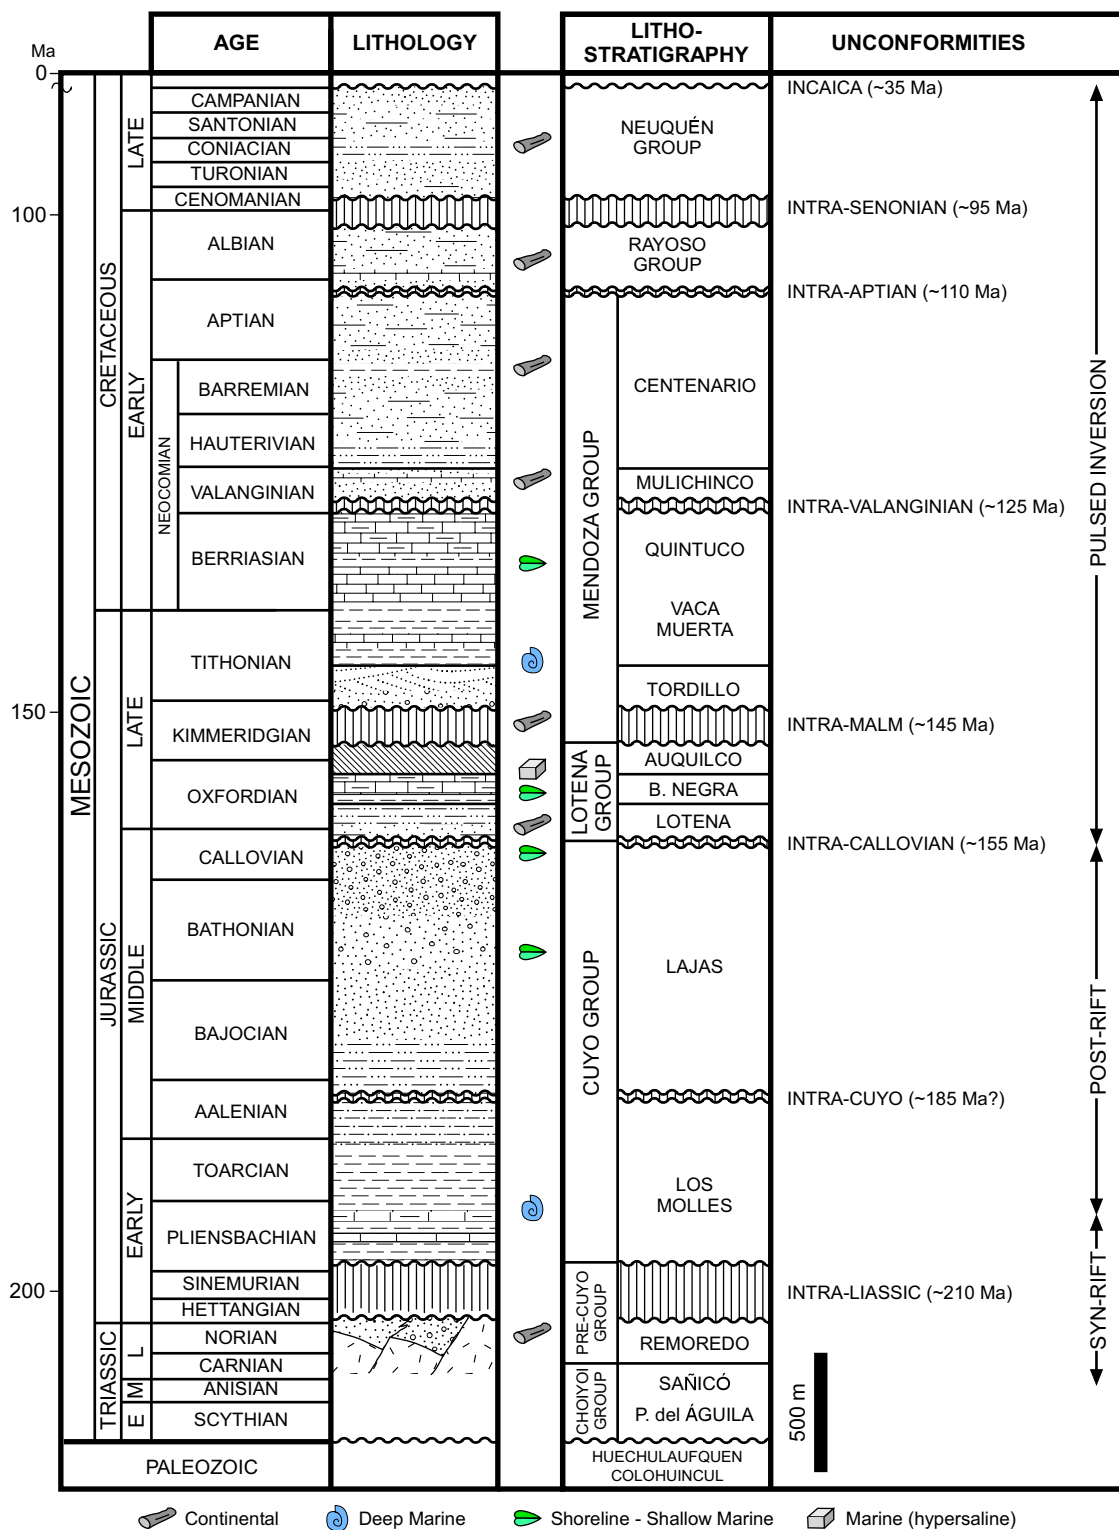 Ma
AGE
LITHOLOGY
LITHO-
STRATIGRAPHY
UNCONFORMITIES
0
100
150
200
MESOZOIC
CRETACEOUS
JURASSIC
TRIASSIC
LATE
EARLY
NEOCOMIAN
LATE
MIDDLE
EARLY
L
M
E
CAMPANIAN
SANTONIAN
CONIACIAN
TURONIAN
CENOMANIAN
ALBIAN
APTIAN
BARREMIAN
HAUTERIVIAN
VALANGINIAN
BERRIASIAN
TITHONIAN
KIMMERIDGIAN
OXFORDIAN
CALLOVIAN
BATHONIAN
BAJOCIAN
AALENIAN
TOARCIAN
PLIENSBACHIAN
SINEMURIAN
HETTANGIAN
NORIAN
CARNIAN
ANISIAN
SCYTHIAN
PALEOZOIC
NEUQUÉN
GROUP
RAYOSO
GROUP
MENDOZA GROUP
CENTENARIO
MULICHINCO
QUINTUCO
VACA
MUERTA
TORDILLO
LOTENA
GROUP
AUQUILCO
B. NEGRA
LOTENA
CUYO GROUP
LAJAS
LOS
MOLLES
PRE-CUYO
GROUP
REMOREDO
CHOIYOI
GROUP
SAÑICÓ
P. del ÁGUILA
HUECHULAUFQUEN
COLOHUINCUL
INCAICA (~35 Ma)
INTRA-SENONIAN (~95 Ma)
INTRA-APTIAN (~110 Ma)
INTRA-VALANGINIAN (~125 Ma)
INTRA-MALM (~145 Ma)
INTRA-CALLOVIAN (~155 Ma)
INTRA-CUYO (~185 Ma?)
INTRA-LIASSIC (~210 Ma)
PULSED INVERSION
POST-RIFT
SYN-RIFT
500 m
Continental
Deep Marine
Shoreline - Shallow Marine
Marine (hypersaline)